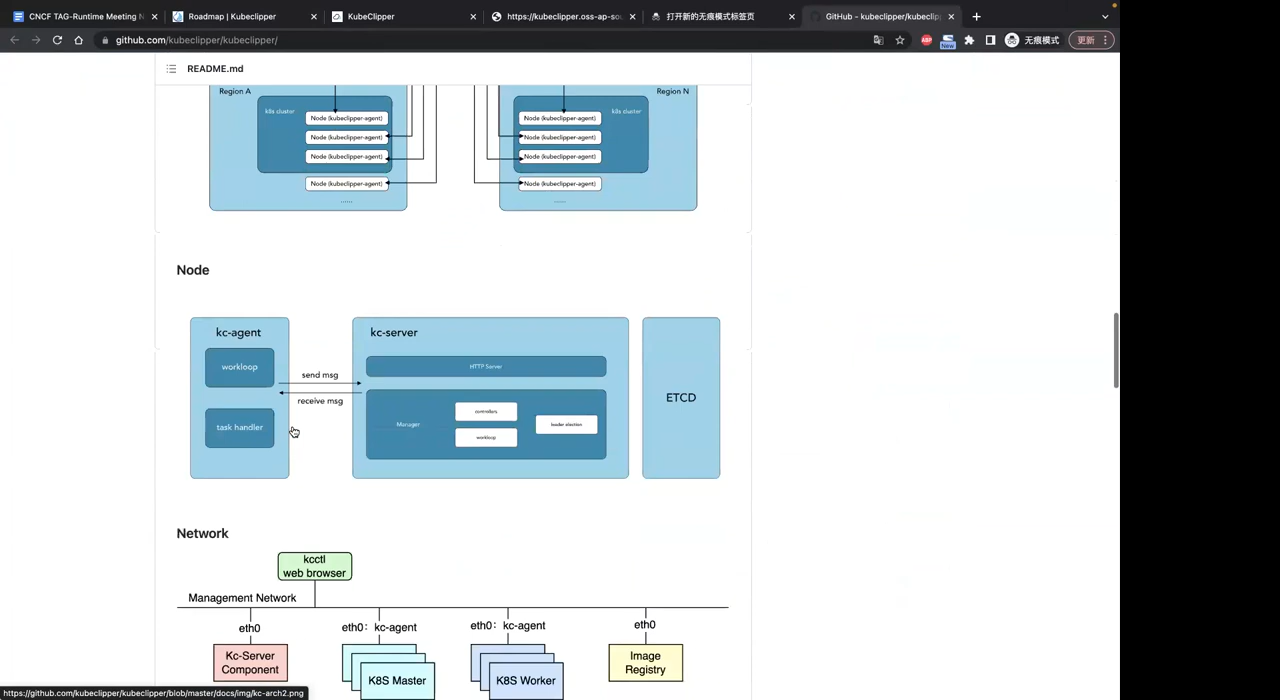 CNCF TAG-Runtime Meeting N
Roadmap | Kubeclipper
KubeClipper
https://kubeclipper.oss-ap-sou
打开新的无痕模式标签页
GitHub - kubeclipper/kubeclip
github.com/kubeclipper/kubeclipper/
ABP
New
无痕模式
更新
README.md
Region A
Region N
k8s cluster
k8s cluster
Node (kubeclipper-agent)
Node (kubeclipper-agent)
Node (kubeclipper-agent)
Node (kubeclipper-agent)
Node (kubeclipper-agent)
Node (kubeclipper-agent)
Node (kubeclipper-agent)
Node (kubeclipper-agent)
......
......
Node
kc-agent
workloop
task handler
send msg
receive msg
kc-server
HTTP Server
Manager
controllers
workloop
leader election
ETCD
Network
kcctl
web browser
Management Network
eth0
eth0: kc-agent
eth0: kc-agent
eth0
Kc-Server
Component
K8S Master
K8S Worker
Image
Registry
https://github.com/kubeclipper/kubeclipper/blob/master/docs/img/kc-arch2.png